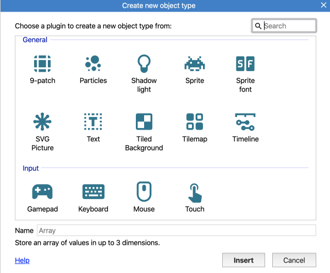 Create new object type
Choose a plugin to create a new object type from:
Search
General
9-patch
Particles
Shadow light
Sprite
Sprite font
SVG Picture
Text
Tiled Background
Tilemap
Timeline
Input
Gamepad
Keyboard
Mouse
Touch
Name Array
Store an array of values in up to 3 dimensions.
Help
Insert
Cancel